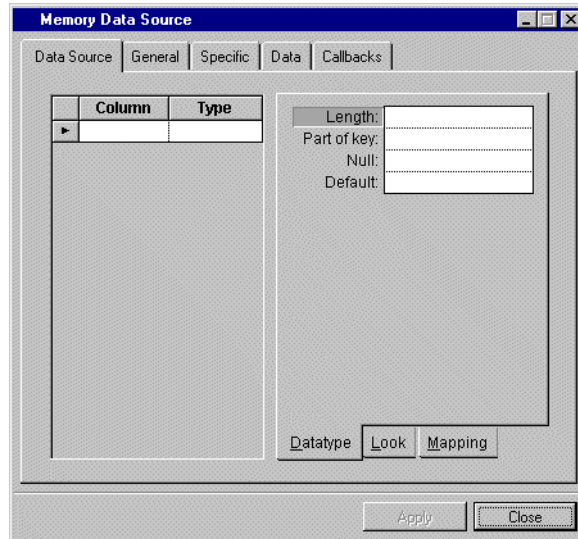 Memory Data Source
Data Source General Specific Data Callbacks
Column Type
Length:
Part of key:
Null:
Default:
Datatype Look Mapping
Apply Close